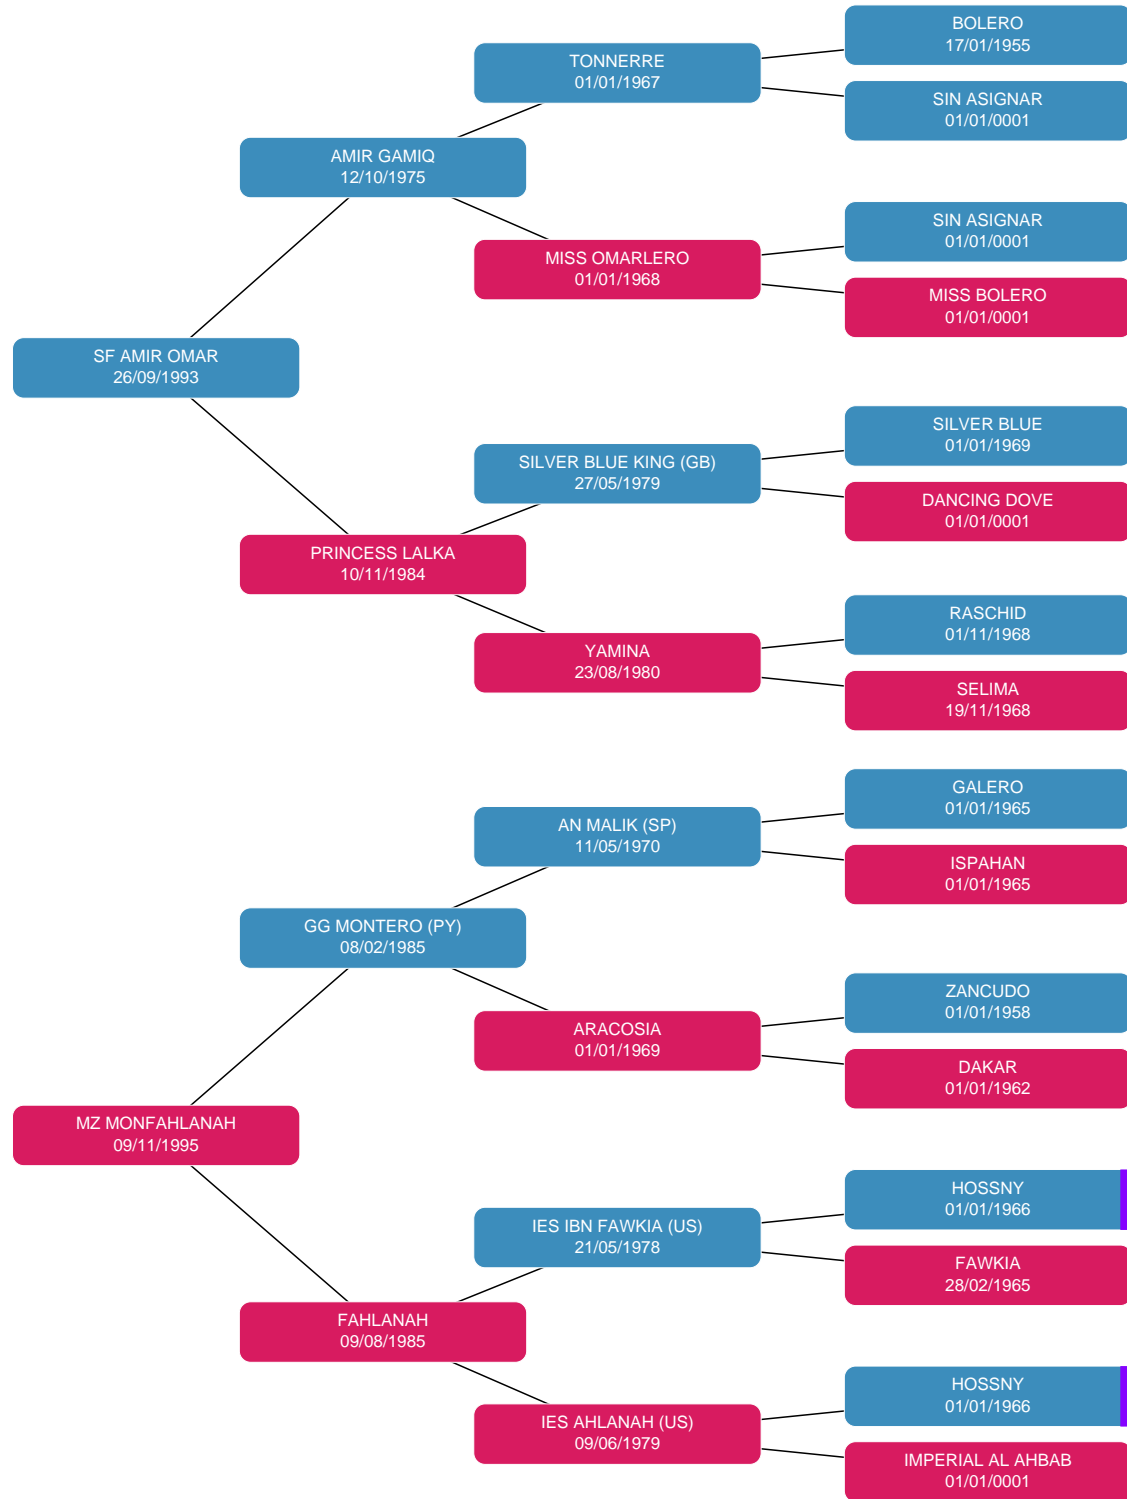 BOLERO
17/01/1955
TONNERRE
01/01/1967
SIN ASIGNAR
01/01/0001
AMIR GAMIQ
12/10/1975
SIN ASIGNAR
01/01/0001
MISS OMARLERO
01/01/1968
MISS BOLERO
01/01/0001
SF AMIR OMAR
26/09/1993
SILVER BLUE
01/01/1969
SILVER BLUE KING (GB)
27/05/1979
DANCING DOVE
01/01/0001
PRINCESS LALKA
10/11/1984
RASCHID
01/11/1968
YAMINA
23/08/1980
SELIMA
19/11/1968
GALERO
01/01/1965
AN MALIK (SP)
11/05/1970
ISPAHAN
01/01/1965
GG MONTERO (PY)
08/02/1985
ZANCUDO
01/01/1958
ARACOSIA
01/01/1969
DAKAR
01/01/1962
MZ MONFAHLANAH
09/11/1995
HOSSNY
01/01/1966
IES IBN FAWKIA (US)
21/05/1978
FAWKIA
28/02/1965
FAHLANAH
09/08/1985
HOSSNY
01/01/1966
IES AHLANAH (US)
09/06/1979
IMPERIAL AL AHBAB
01/01/0001